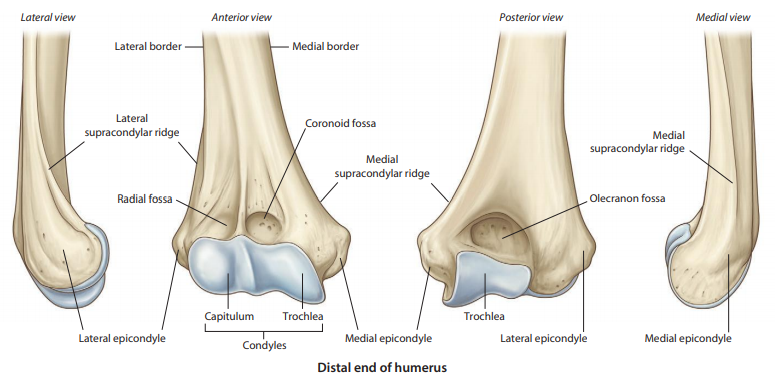 Lateral view
Anterior view
Posterior view
Medial view
Lateral border
Medial border
Lateral
supracondylar ridge
Coronoid fossa
Medial
supracondylar ridge
Medial
supracondylar ridge
Radial fossa
Olecranon fossa
Capitulum
Trochlea
Trochlea
Lateral epicondyle
Condyles
Medial epicondyle
Lateral epicondyle
Medial epicondyle
Distal end of humerus